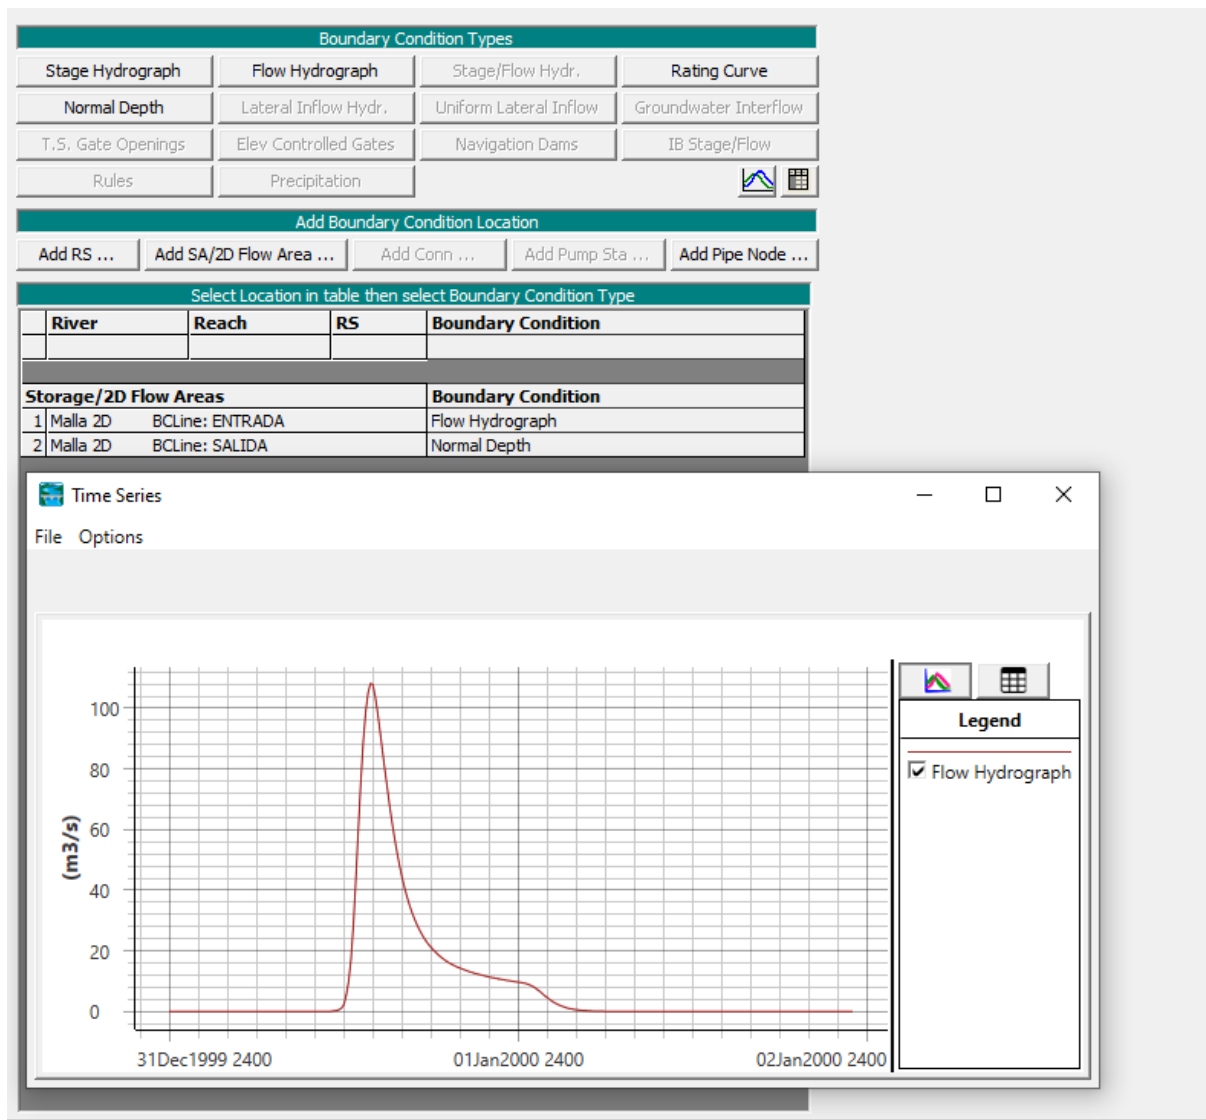 Boundary Condition Types
Stage Hydrograph Flow Hydrograph Stage/Flow Hydr. Rating Curve
Normal Depth Lateral Inflow Hydr. Uniform Lateral Inflow Groundwater Interflow
T.S. Gate Openings Elev Controlled Gates Navigation Dams IB Stage/Flow
Rules Precipitation
Add Boundary Condition Location
Add RS ... Add SA/2D Flow Area ... Add Conn ... Add Pump Sta ... Add Pipe Node ...
Select Location in table then select Boundary Condition Type
River Reach RS Boundary Condition
Storage/2D Flow Areas Boundary Condition
1 Malla 2D BCLine: ENTRADA Flow Hydrograph
2 Malla 2D BCLine: SALIDA Normal Depth
Time Series
File Options
Legend
Flow Hydrograph
(m3/s)
100
80
60
40
20
0
31Dec1999 2400 01Jan2000 2400 02Jan2000 2400